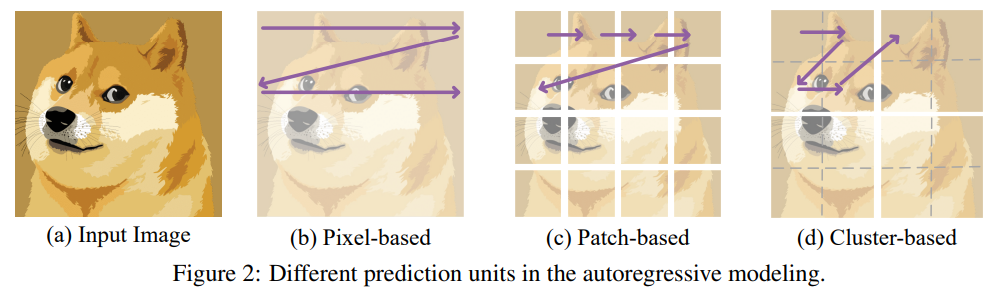 (a) Input Image
(b) Pixel-based
(c) Patch-based
(d) Cluster-based
Figure 2: Different prediction units in the autoregressive modeling.